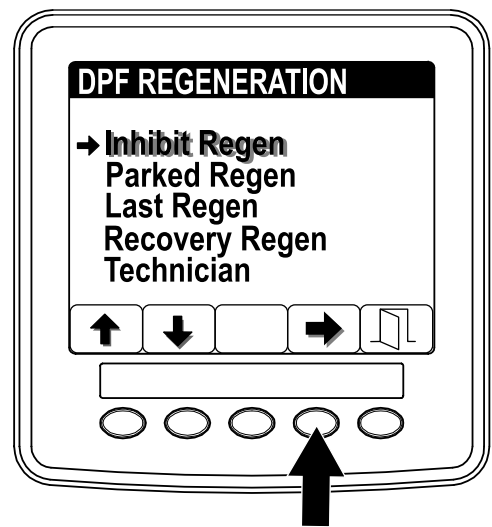 DPF REGENERATION
Inhibit Regen
Parked Regen
Last Regen
Recovery Regen
Technician